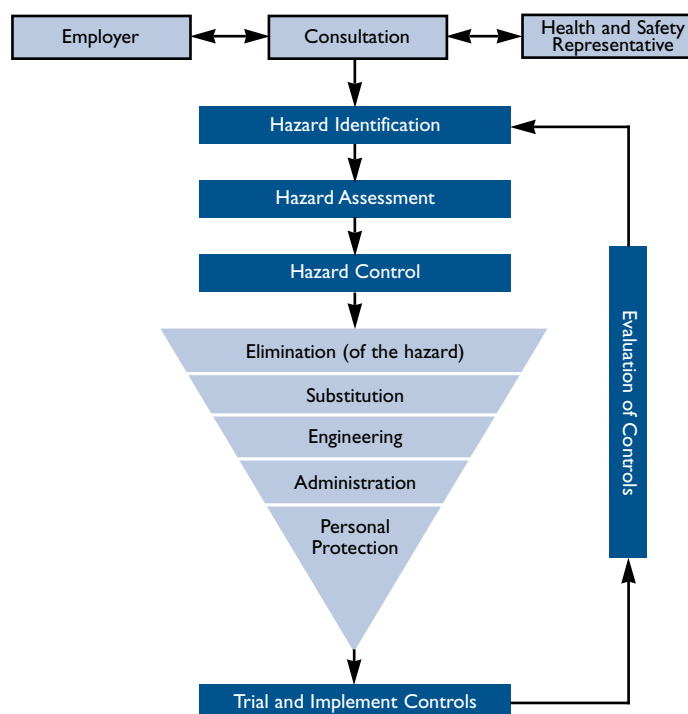 Employer
Consultation
Health and Safety
Representative
Hazard Identification
Hazard Assessment
Hazard Control
Elimination (of the hazard)
Substitution
Engineering
Administration
Personal
Protection
Evaluation of Controls
Trial and Implement Controls